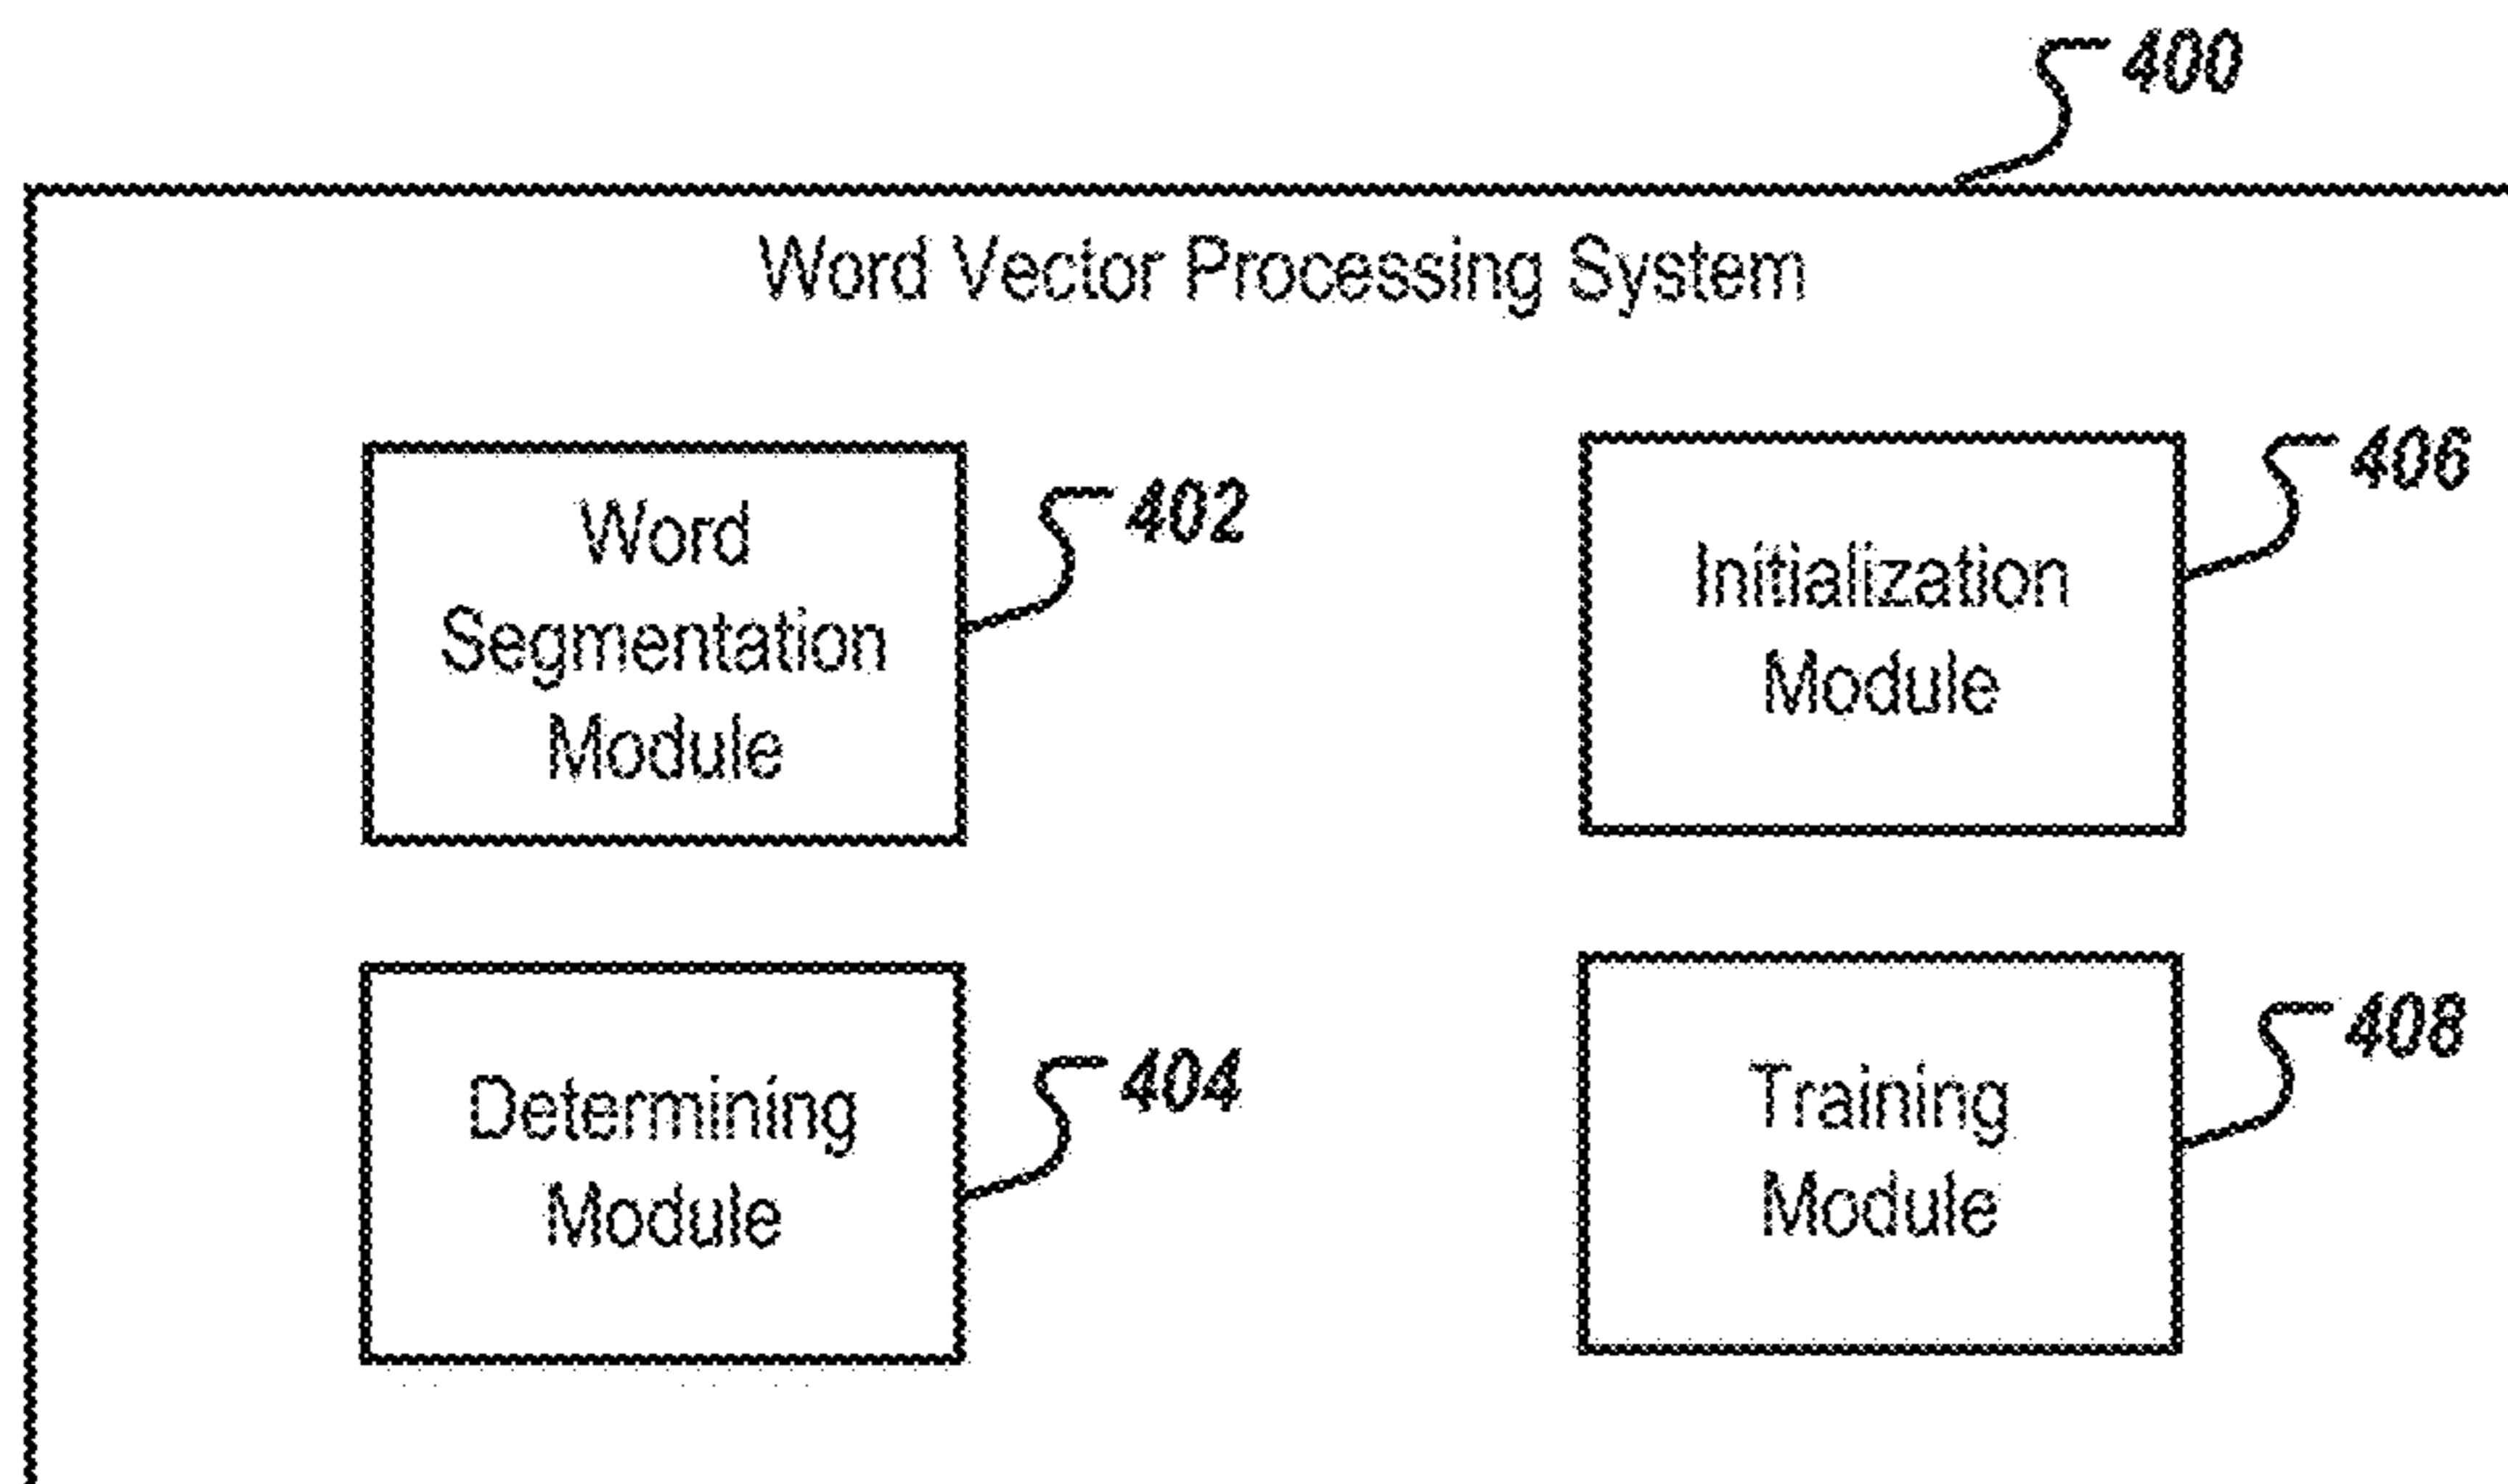 400
Word Vector Processing System
Word
Segmentation
Module
402
Initialization
Module
406
Determining
Module
404
Training
Module
408